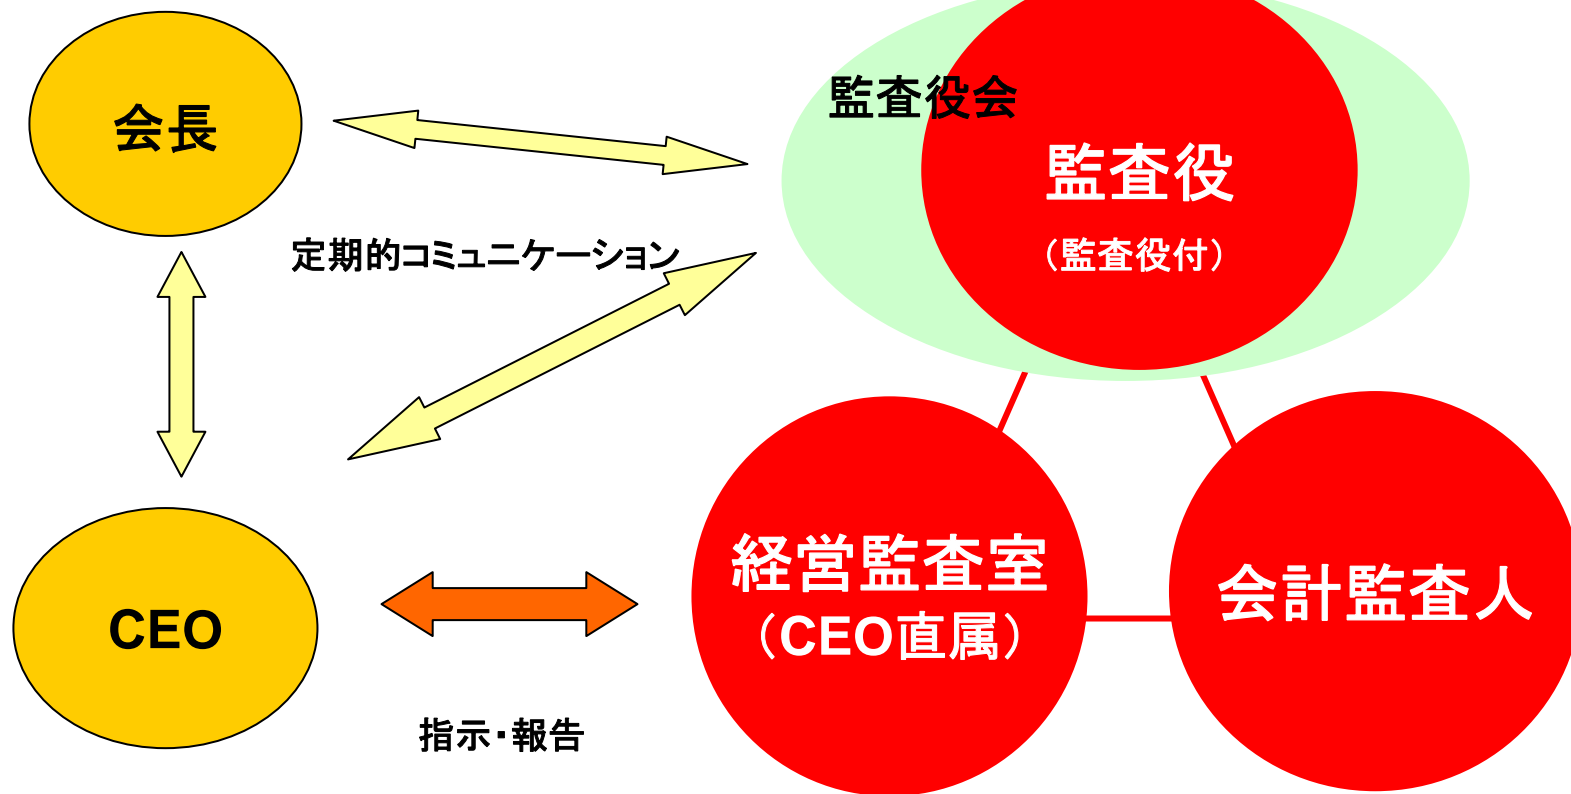 会長
監査役会
監査役
（監査役付）
定期的コミュニケーション
経営監査室
（CEO直属）
会計監査人
CEO
指示・報告